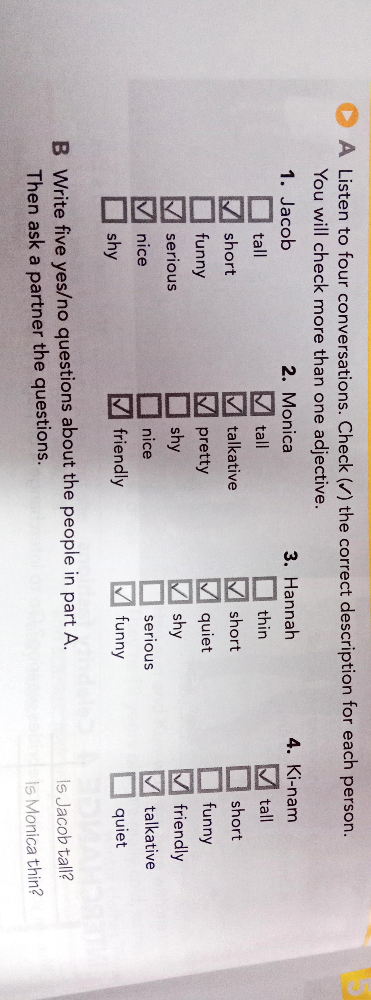 5
A Listen to four conversations. Check (✓) the correct description for each person.
You will check more than one adjective.
1. Jacob
☐ tall
☑ short
☐ funny
☑ serious
☑ nice
☐ shy
2. Monica
☑ tall
☑ talkative
☑ pretty
☐ shy
☐ nice
☑ friendly
3. Hannah
☐ thin
☑ short
☑ quiet
☑ shy
☐ serious
☑ funny
4. Ki-nam
☑ tall
☐ short
☐ funny
☑ friendly
☑ talkative
☐ quiet
B Write five yes/no questions about the people in part A.
Then ask a partner the questions.
Is Jacob tall?
Is Monica thin?